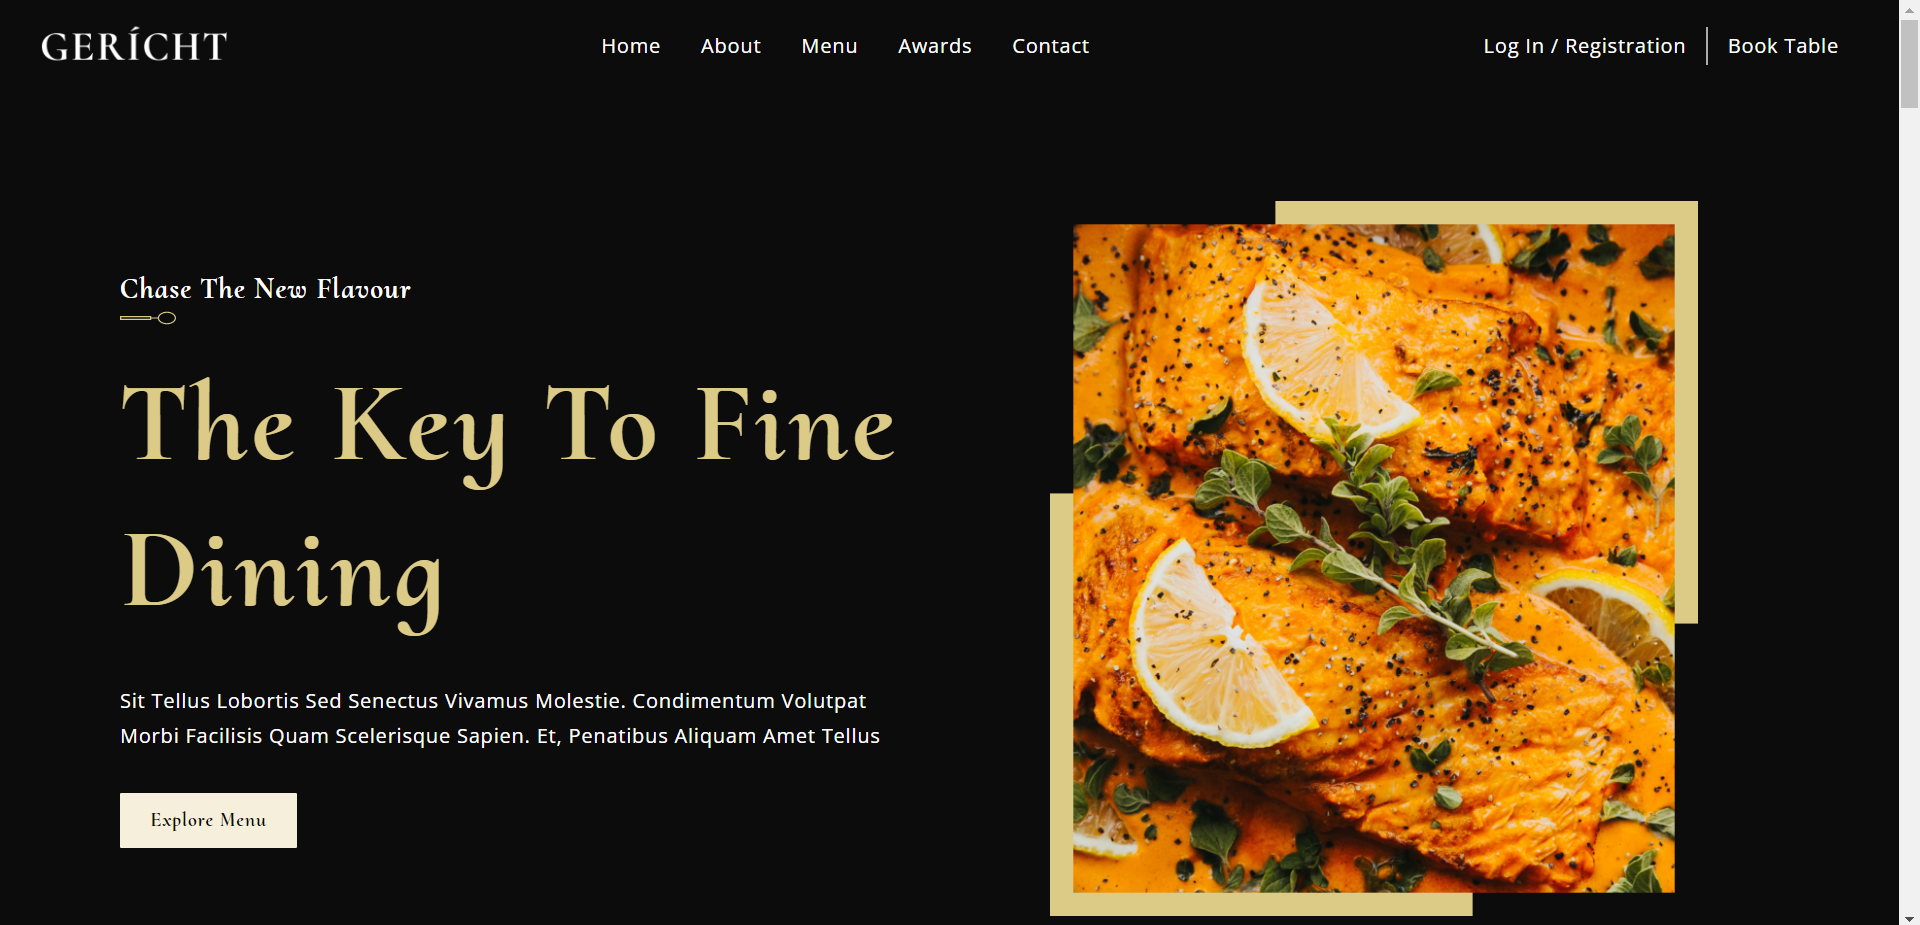 GERÍCHT
Home About Menu Awards Contact
Log In / Registration Book Table
Chase The New Flavour
The Key To Fine
Dining
Sit Tellus Lobortis Sed Senectus Vivamus Molestie. Condimentum Volutpat
Morbi Facilisis Quam Scelerisque Sapien. Et, Penatibus Aliquam Amet Tellus
Explore Menu